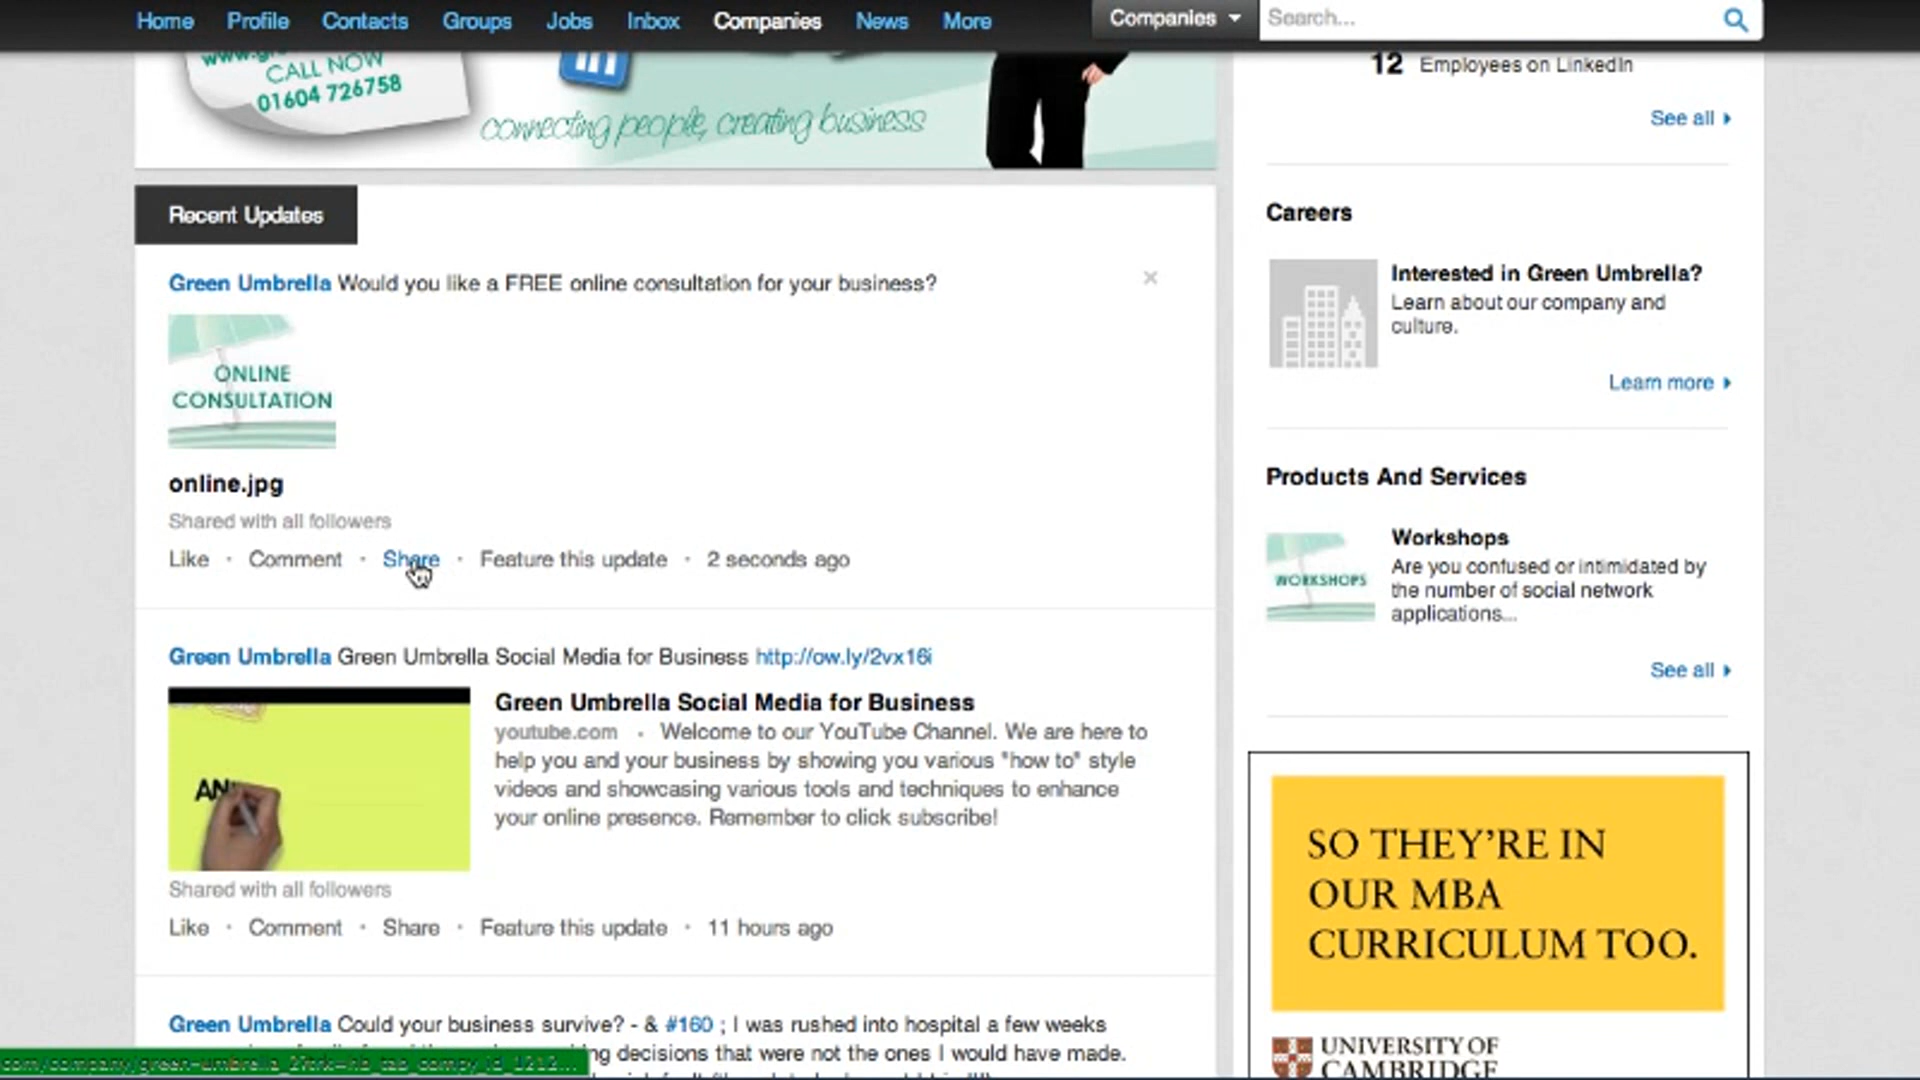 Home Profile Contacts Groups Jobs Inbox Companies News More Companies Search...
CALL NOW
01604 726758
in
connecting people, creating business
12 Employees on LinkedIn
See all
Recent Updates
Green Umbrella Would you like a FREE online consultation for your business?
ONLINE
CONSULTATION
online.jpg
Shared with all followers
Like · Comment · Share · Feature this update · 2 seconds ago
Green Umbrella Green Umbrella Social Media for Business http://ow.ly/2vx16i
AN
Green Umbrella Social Media for Business
youtube.com · Welcome to our YouTube Channel. We are here to
help you and your business by showing you various "how to" style
videos and showcasing various tools and techniques to enhance
your online presence. Remember to click subscribe!
Shared with all followers
Like · Comment · Share · Feature this update · 11 hours ago
Green Umbrella Could your business survive? - & #160 ; I was rushed into hospital a few weeks
decisions that were not the ones I would have made.
Careers
Interested in Green Umbrella?
Learn about our company and
culture.
Learn more
Products And Services
WORKSHOPS
Workshops
Are you confused or intimidated by
the number of social network
applications...
See all
SO THEY'RE IN
OUR MBA
CURRICULUM TOO.
UNIVERSITY OF
CAMBRIDGE